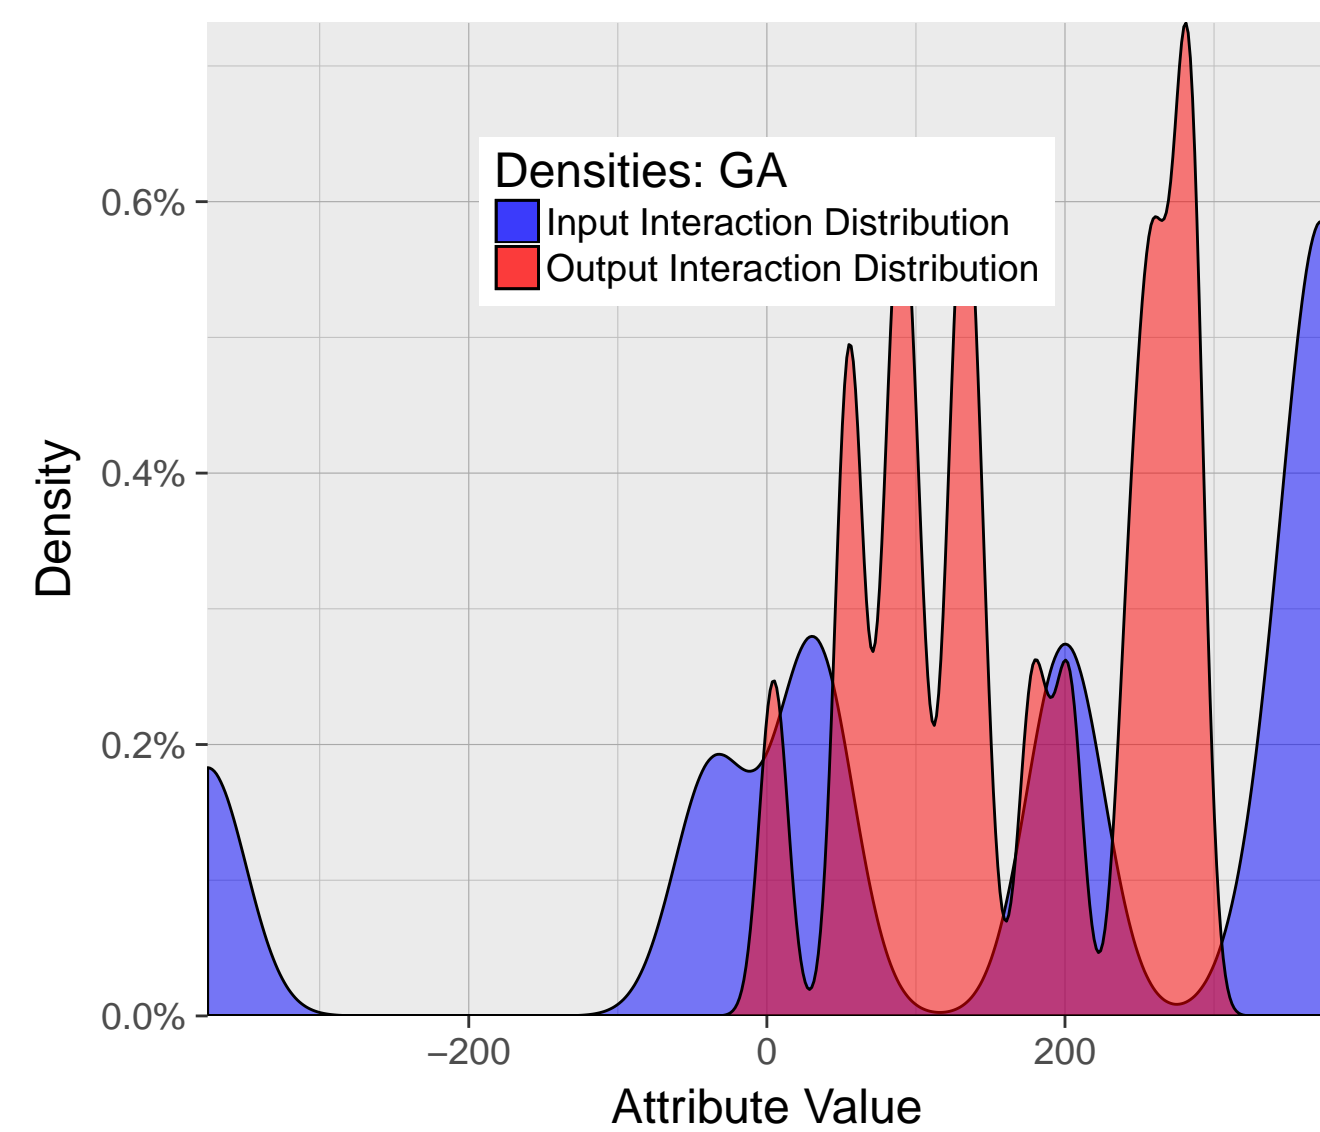 Densities: GA
Input Interaction Distribution
Output Interaction Distribution
Density
0.6%
0.4%
0.2%
0.0%
−200 0 200
Attribute Value